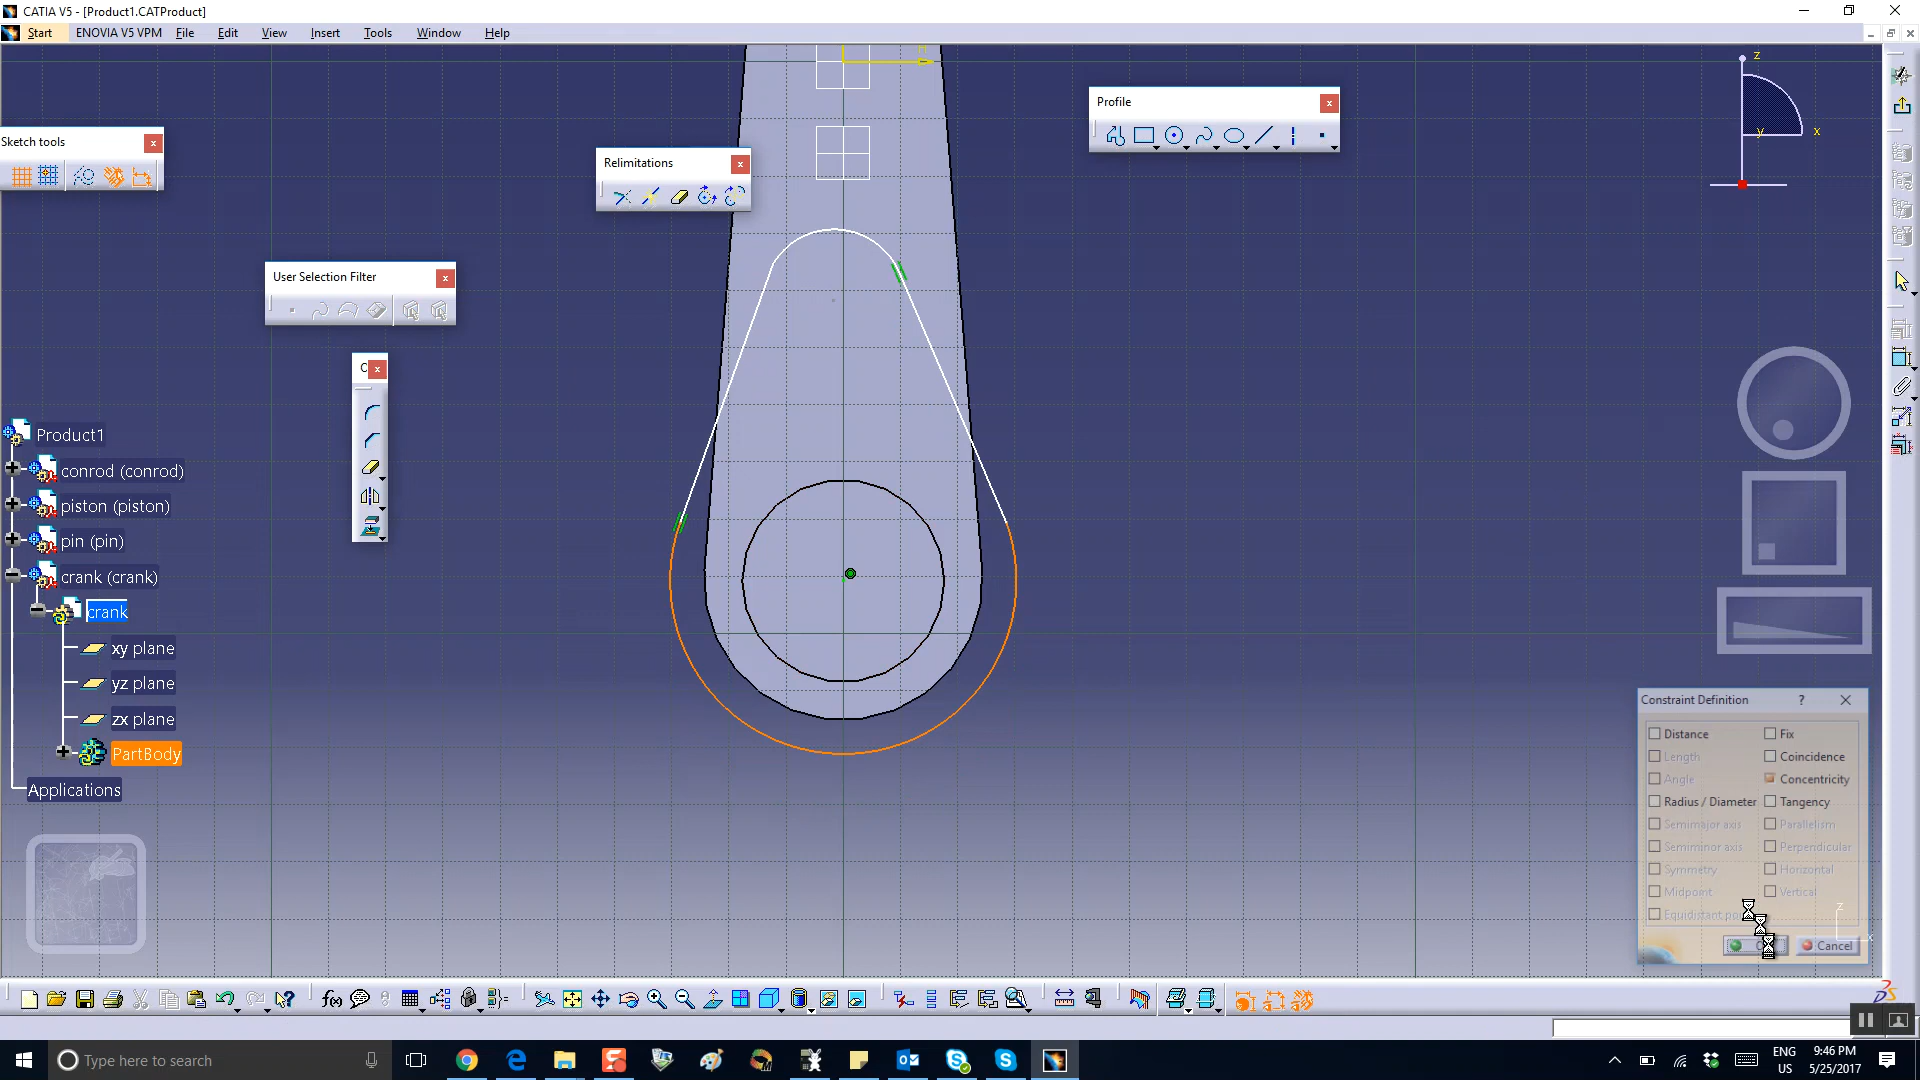 CATIA V5 - [Product1.CATProduct]
Start ENOVIA V5 VPM File Edit View Insert Tools Window Help
H
z
y
x
Profile
Sketch tools
Relimitations
User Selection Filter
Product1
conrod (conrod)
piston (piston)
pin (pin)
crank (crank)
crank
xy plane
yz plane
zx plane
PartBody
Applications
Constraint Definition ?
Distance Fix
Length Coincidence
Angle Concentricity
Radius / Diameter Tangency
Semimajor axis Parallelism
Semiminor axis Perpendicular
Symmetry Horizontal
Midpoint Vertical
Equidistant
Cancel
z
x
f(x)
Type here to search
ENG
US
9:46 PM
5/25/2017